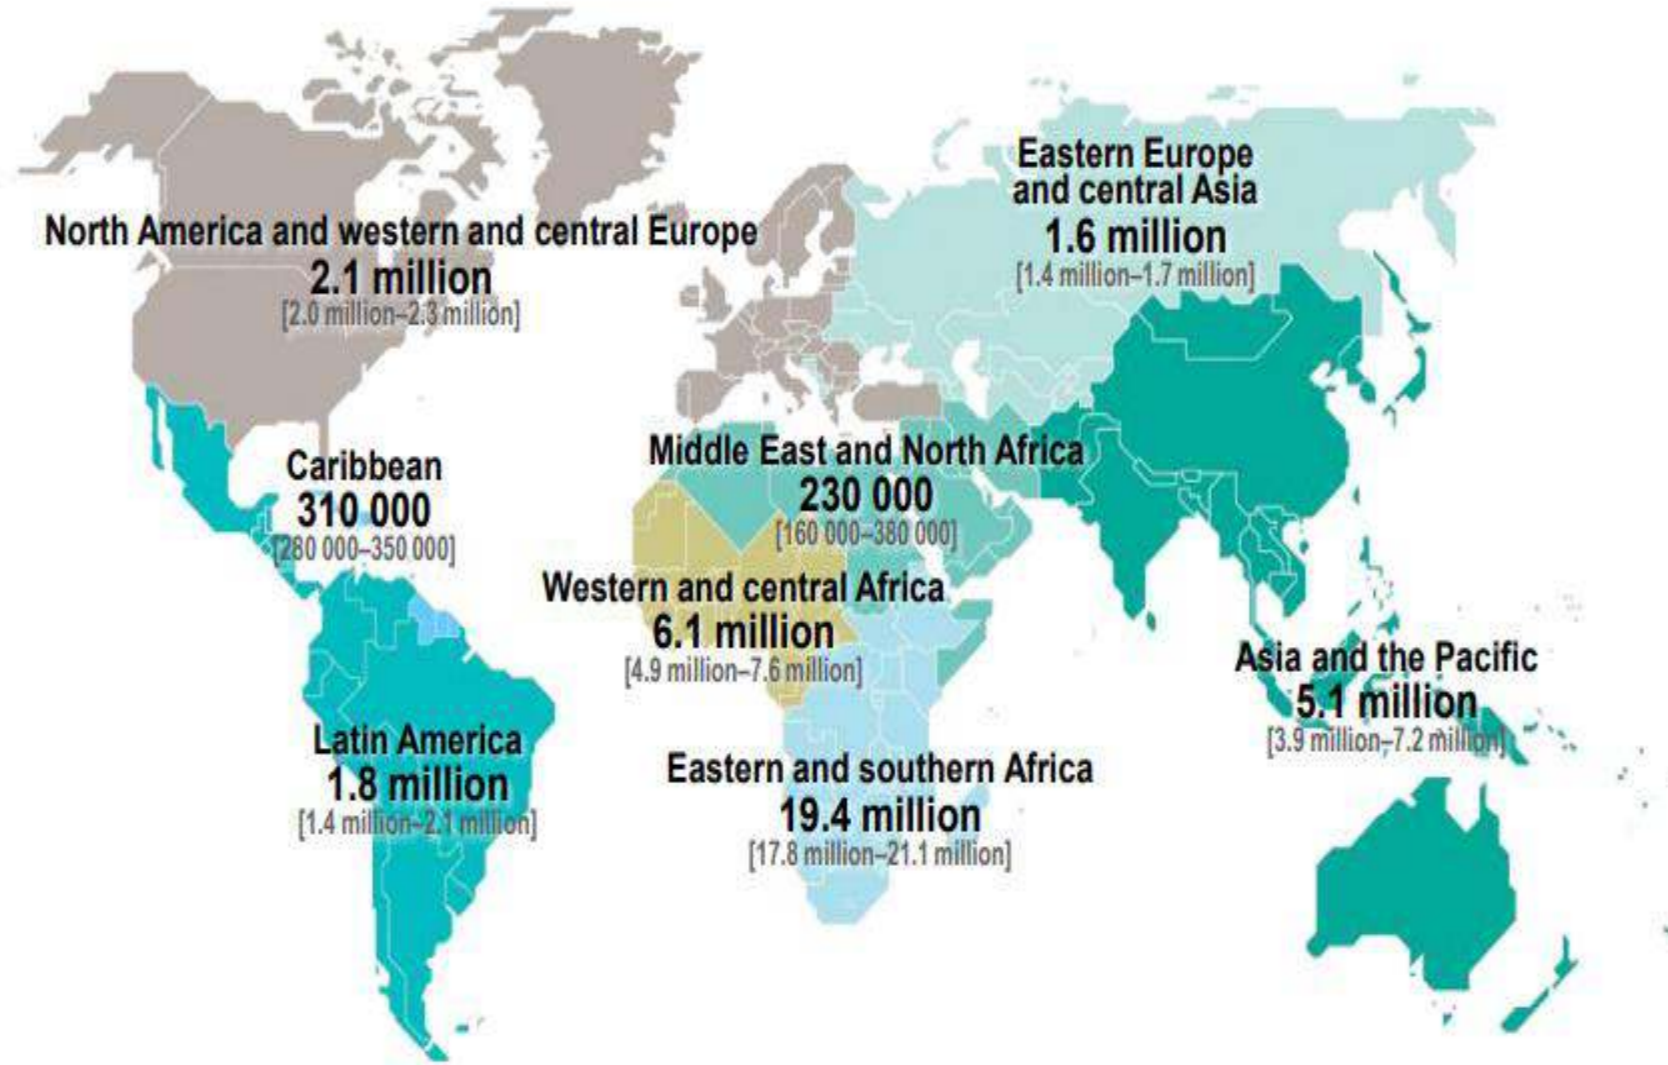 Eastern Europe
and central Asia
1.6 million
[1.4 million–1.7 million]
North America and western and central Europe
2.1 million
[2.0 million–2.3 million]
Caribbean
310 000
[280 000–350 000]
Middle East and North Africa
230 000
[160 000–380 000]
Western and central Africa
6.1 million
[4.9 million–7.6 million]
Asia and the Pacific
5.1 million
[3.9 million–7.2 million]
Latin America
1.8 million
[1.4 million–2.1 million]
Eastern and southern Africa
19.4 million
[17.8 million–21.1 million]